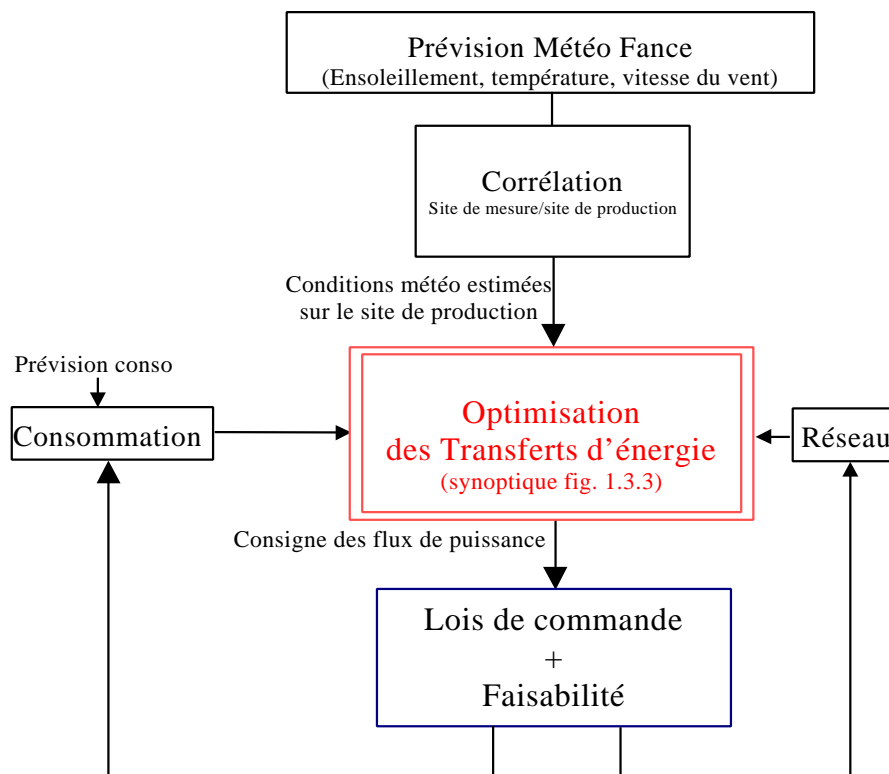 Prévision Météo Fance
(Ensoleillement, température, vitesse du vent)
Corrélation
Site de mesure/site de production
Conditions météo estimées
sur le site de production
Prévision conso
Consommation
Optimisation
des Transferts d’énergie
(synoptique fig. 1.3.3)
Réseau
Consigne des flux de puissance
Lois de commande
+
Faisabilité